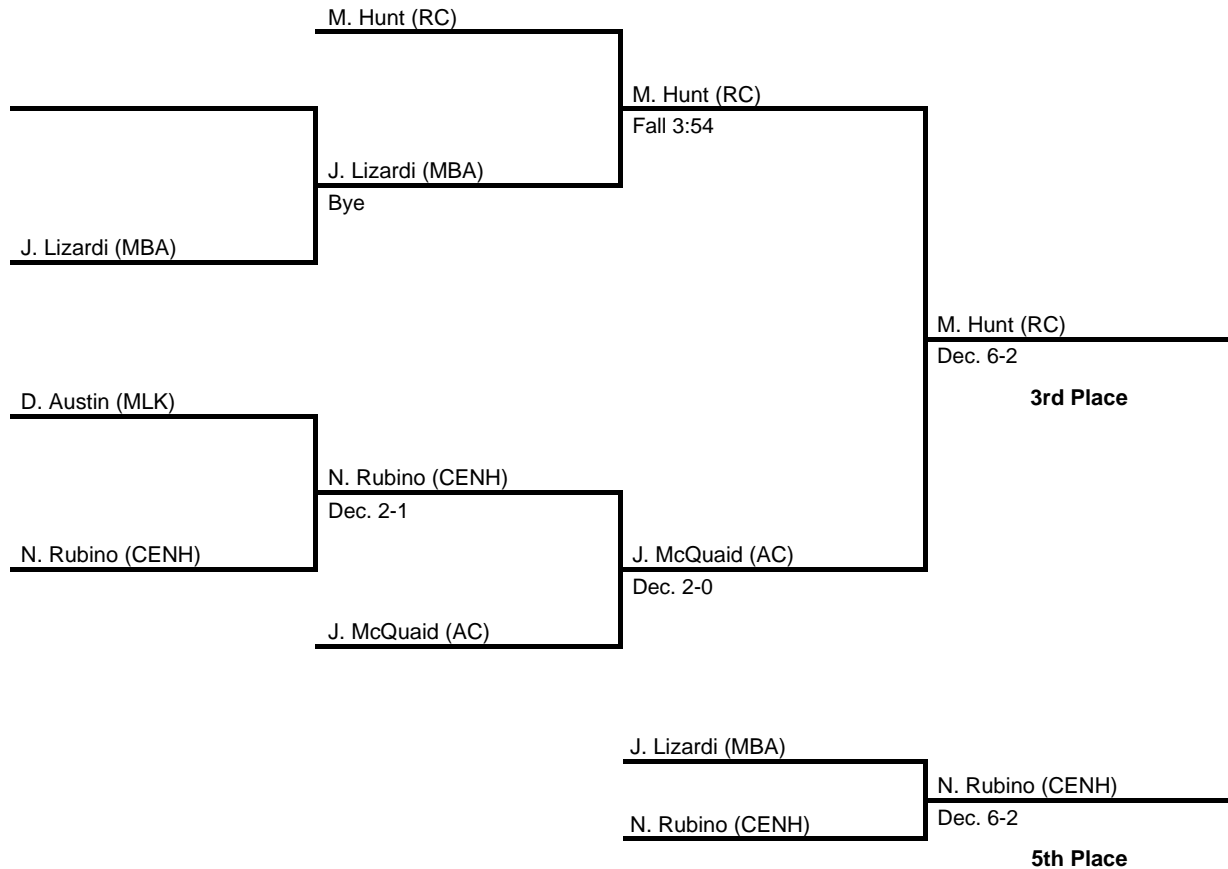 M. Hunt (RC)
M. Hunt (RC)
Fall 3:54
J. Lizardi (MBA)
Bye
J. Lizardi (MBA)
M. Hunt (RC)
Dec. 6-2
3rd Place
D. Austin (MLK)
N. Rubino (CENH)
Dec. 2-1
N. Rubino (CENH)
J. McQuaid (AC)
Dec. 2-0
J. McQuaid (AC)
J. Lizardi (MBA)
N. Rubino (CENH)
Dec. 6-2
N. Rubino (CENH)
5th Place